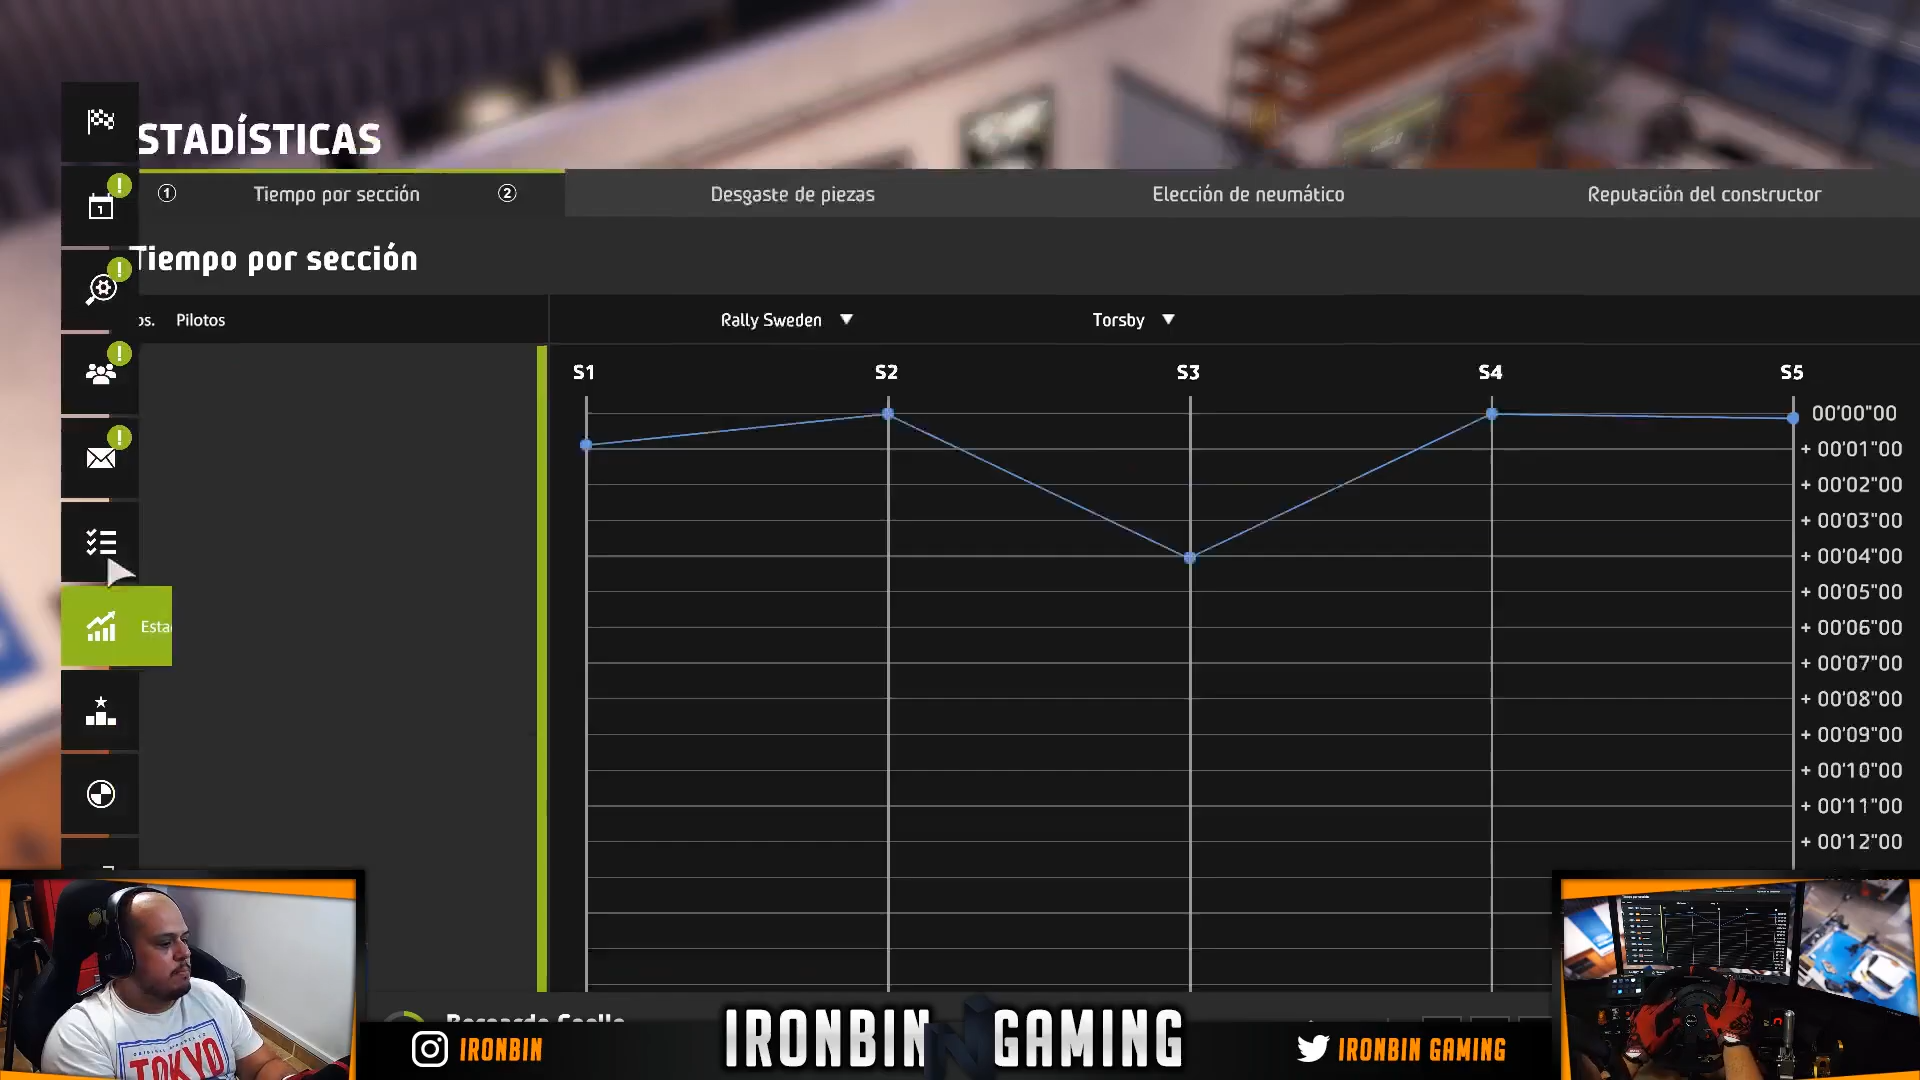 STADÍSTICAS
1 Tiempo por sección 2 Desgaste de piezas Elección de neumático Reputación del constructor
Tiempo por sección
os. Pilotos Rally Sweden ▼ Torsby ▼
S1 S2 S3 S4 S5
00'00"00
+ 00'01"00
+ 00'02"00
+ 00'03"00
+ 00'04"00
+ 00'05"00
+ 00'06"00
+ 00'07"00
+ 00'08"00
+ 00'09"00
+ 00'10"00
+ 00'11"00
+ 00'12"00
!
1
!
!
!
Esta
TOKYO
IRONBIN
IRONBIN GAMING
IRONBIN GAMING